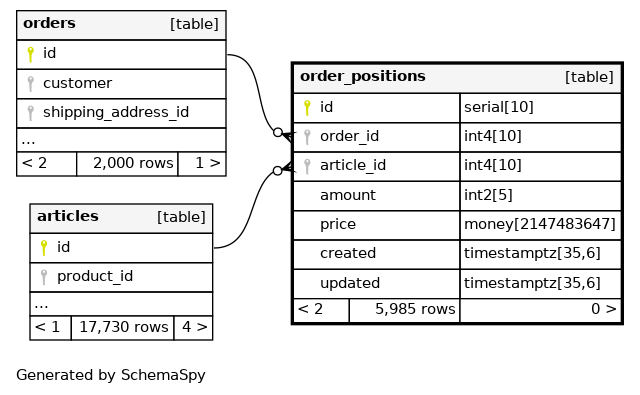 orders [table]
id
customer
shipping_address_id
...
< 2 2,000 rows 1 >
order_positions [table]
id serial[10]
order_id int4[10]
article_id int4[10]
amount int2[5]
price money[2147483647]
created timestamptz[35,6]
updated timestamptz[35,6]
< 2 5,985 rows 0 >
articles [table]
id
product_id
...
< 1 17,730 rows 4 >
Generated by SchemaSpy